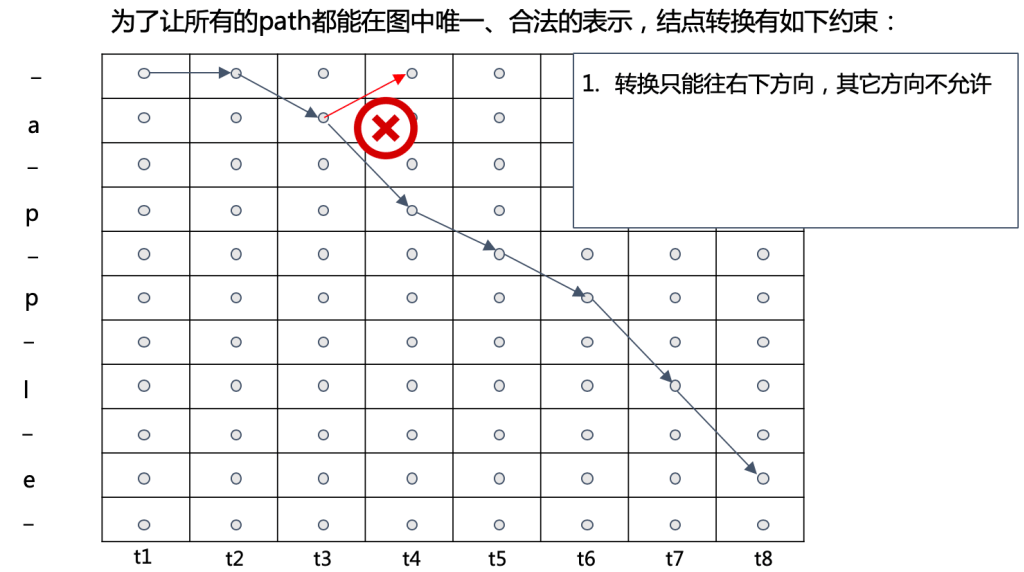 为了让所有的path都能在图中唯一、合法的表示，结点转换有如下约束：
1. 转换只能往右下方向，其它方向不允许
–
a
–
p
–
p
–
l
–
e
–
t1 t2 t3 t4 t5 t6 t7 t8